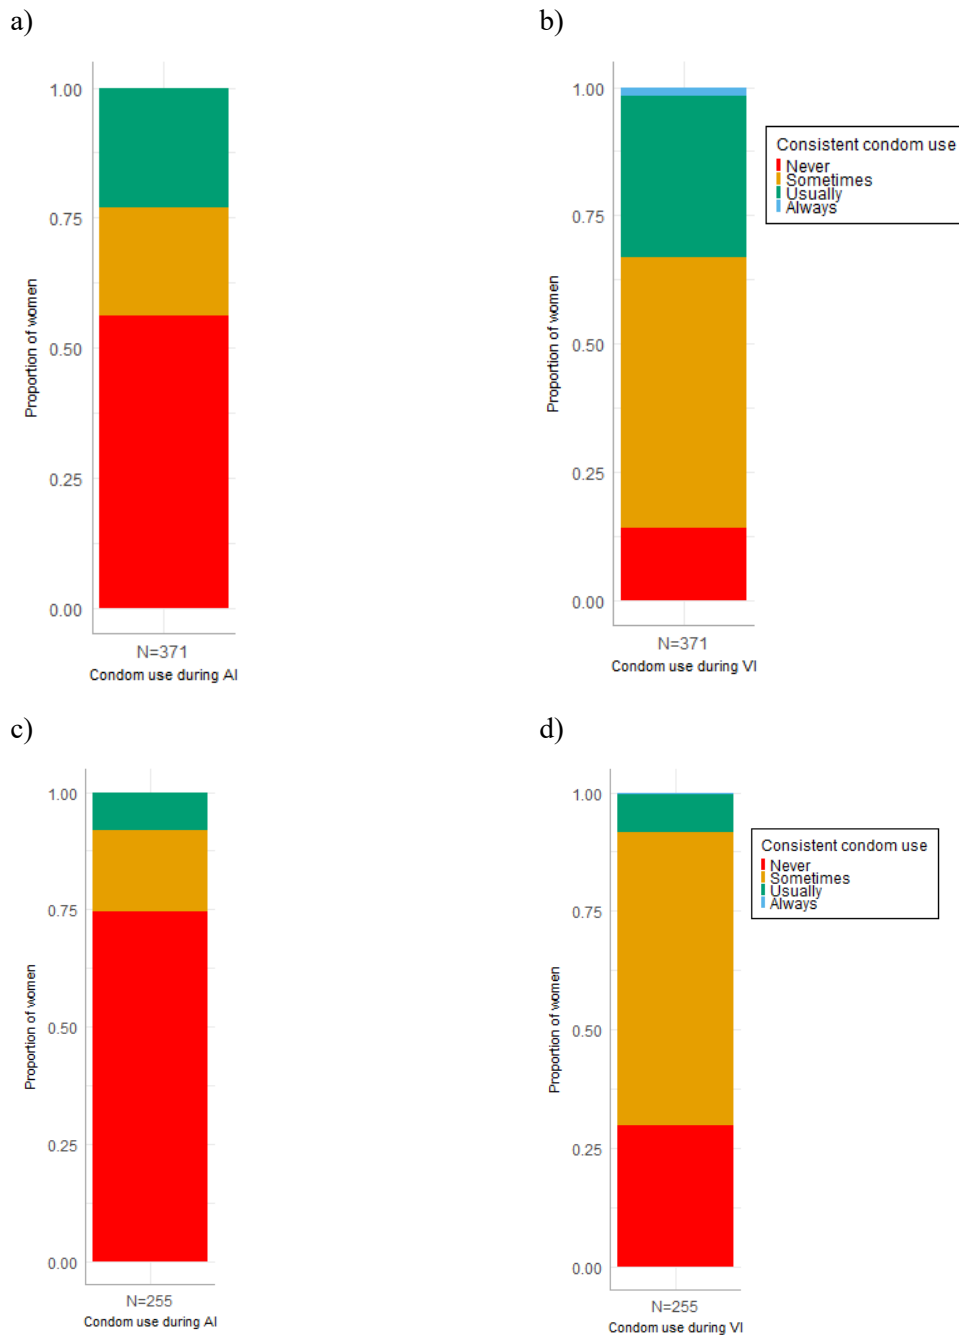 a)
1.00
0.75
0.50
0.25
0.00
Proportion of women
N=371
Condom use during AI
b)
1.00
0.75
0.50
0.25
0.00
Proportion of women
N=371
Condom use during VI
Consistent condom use
Never
Sometimes
Usually
Always
c)
1.00
0.75
0.50
0.25
0.00
Proportion of women
N=255
Condom use during AI
d)
1.00
0.75
0.50
0.25
0.00
Proportion of women
N=255
Condom use during VI
Consistent condom use
Never
Sometimes
Usually
Always